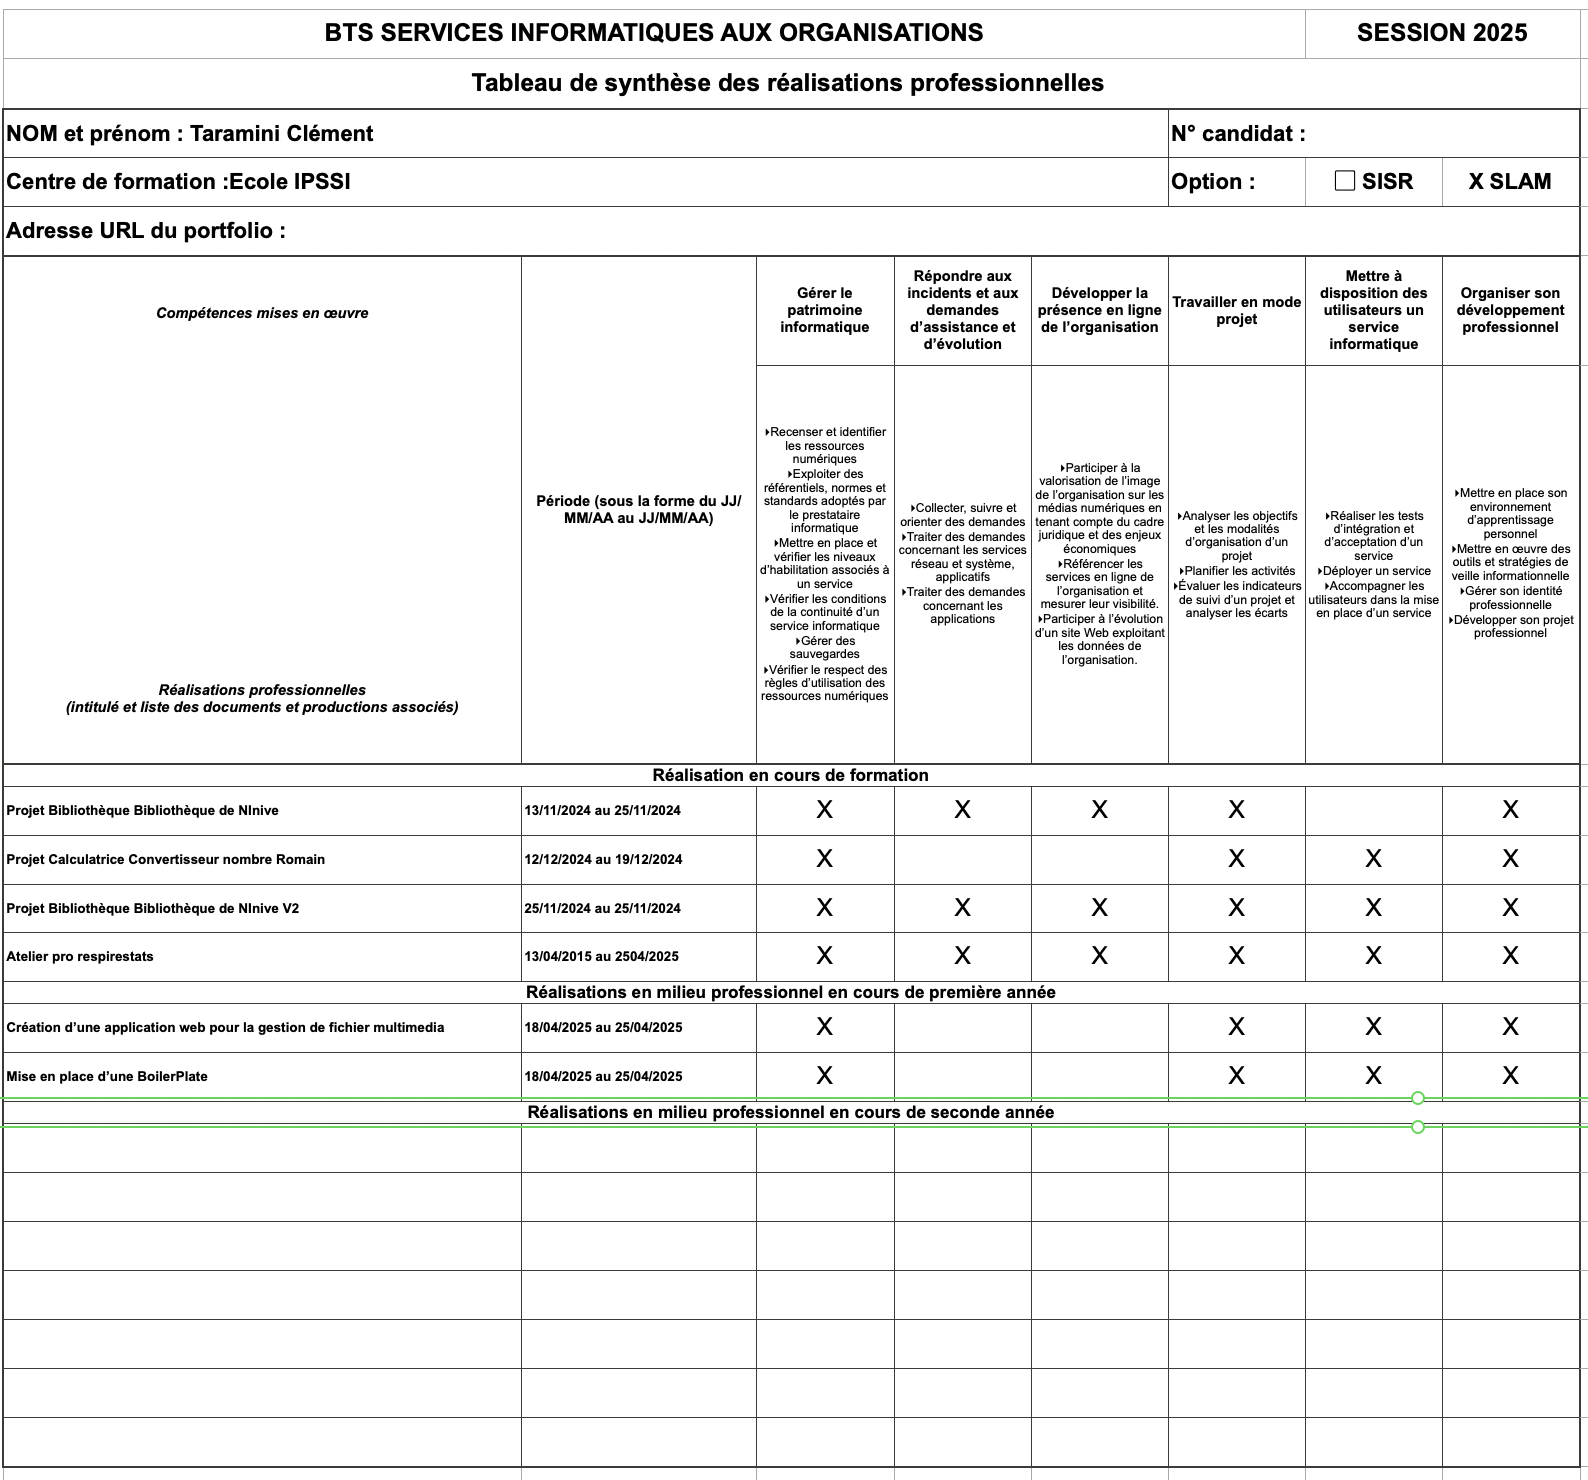 BTS SERVICES INFORMATIQUES AUX ORGANISATIONS
SESSION 2025
Tableau de synthèse des réalisations professionnelles
NOM et prénom : Taramini Clément
N° candidat :
Centre de formation :Ecole IPSSI
Option :
SISR
X SLAM
Adresse URL du portfolio :
Compétences mises en œuvre
Réalisations professionnelles
(intitulé et liste des documents et productions associés)
Période (sous la forme du JJ/
MM/AA au JJ/MM/AA)
Gérer le
patrimoine
informatique
Répondre aux
incidents et aux
demandes
d’assistance et
d’évolution
Développer la
présence en ligne
de l’organisation
Travailler en mode
projet
Mettre à
disposition des
utilisateurs un
service
informatique
Organiser son
développement
professionnel
‣Recenser et identifier
les ressources
numériques
‣Exploiter des
référentiels, normes et
standards adoptés par
le prestataire
informatique
‣Mettre en place et
vérifier les niveaux
d’habilitation associés à
un service
‣Vérifier les conditions
de la continuité d’un
service informatique
‣Gérer des
sauvegardes
‣Vérifier le respect des
règles d’utilisation des
ressources numériques
‣Collecter, suivre et
orienter des demandes
‣Traiter des demandes
concernant les services
réseau et système,
applicatifs
‣Traiter des demandes
concernant les
applications
‣Participer à la
valorisation de l’image
de l’organisation sur les
médias numériques en
tenant compte du cadre
juridique et des enjeux
économiques
‣Référencer les
services en ligne de
l’organisation et
mesurer leur visibilité.
‣Participer à l’évolution
d’un site Web exploitant
les données de
l’organisation.
‣Analyser les objectifs
et les modalités
d’organisation d’un
projet
‣Planifier les activités
‣Évaluer les indicateurs
de suivi d’un projet et
analyser les écarts
‣Réaliser les tests
d’intégration et
d’acceptation d’un
service
‣Déployer un service
‣Accompagner les
utilisateurs dans la mise
en place d’un service
‣Mettre en place son
environnement
d’apprentissage
personnel
‣Mettre en œuvre des
outils et stratégies de
veille informationnelle
‣Gérer son identité
professionnelle
‣Développer son projet
professionnel
Réalisation en cours de formation
Projet Bibliothèque Bibliothèque de NInive 13/11/2024 au 25/11/2024 X X X X X
Projet Calculatrice Convertisseur nombre Romain 12/12/2024 au 19/12/2024 X X X X
Projet Bibliothèque Bibliothèque de NInive V2 25/11/2024 au 25/11/2024 X X X X X X
Atelier pro respirestats 13/04/2015 au 2504/2025 X X X X X X
Réalisations en milieu professionnel en cours de première année
Création d’une application web pour la gestion de fichier multimedia 18/04/2025 au 25/04/2025 X X X X
Mise en place d’une BoilerPlate 18/04/2025 au 25/04/2025 X X X X
Réalisations en milieu professionnel en cours de seconde année